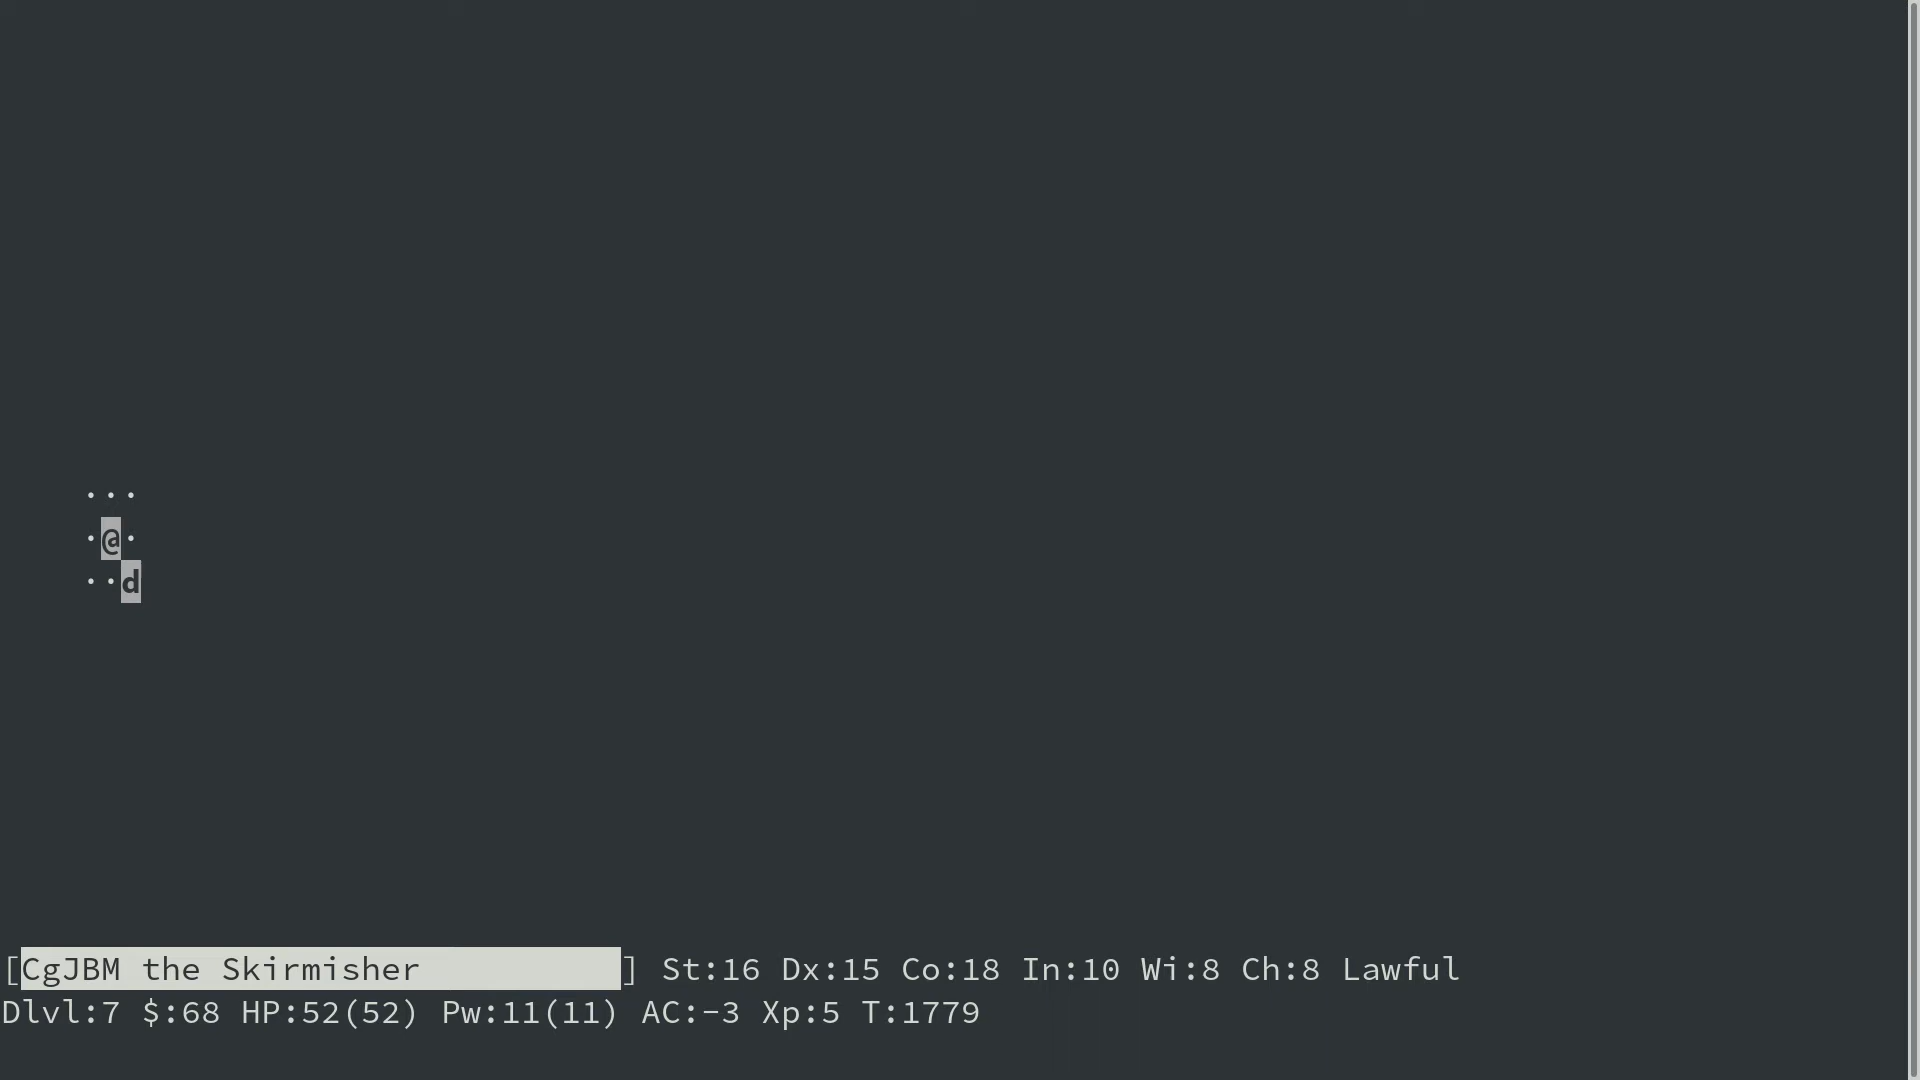 ···
·@·
··d
[CgJBM the Skirmisher] St:16 Dx:15 Co:18 In:10 Wi:8 Ch:8 Lawful
Dlvl:7 $:68 HP:52(52) Pw:11(11) AC:-3 Xp:5 T:1779